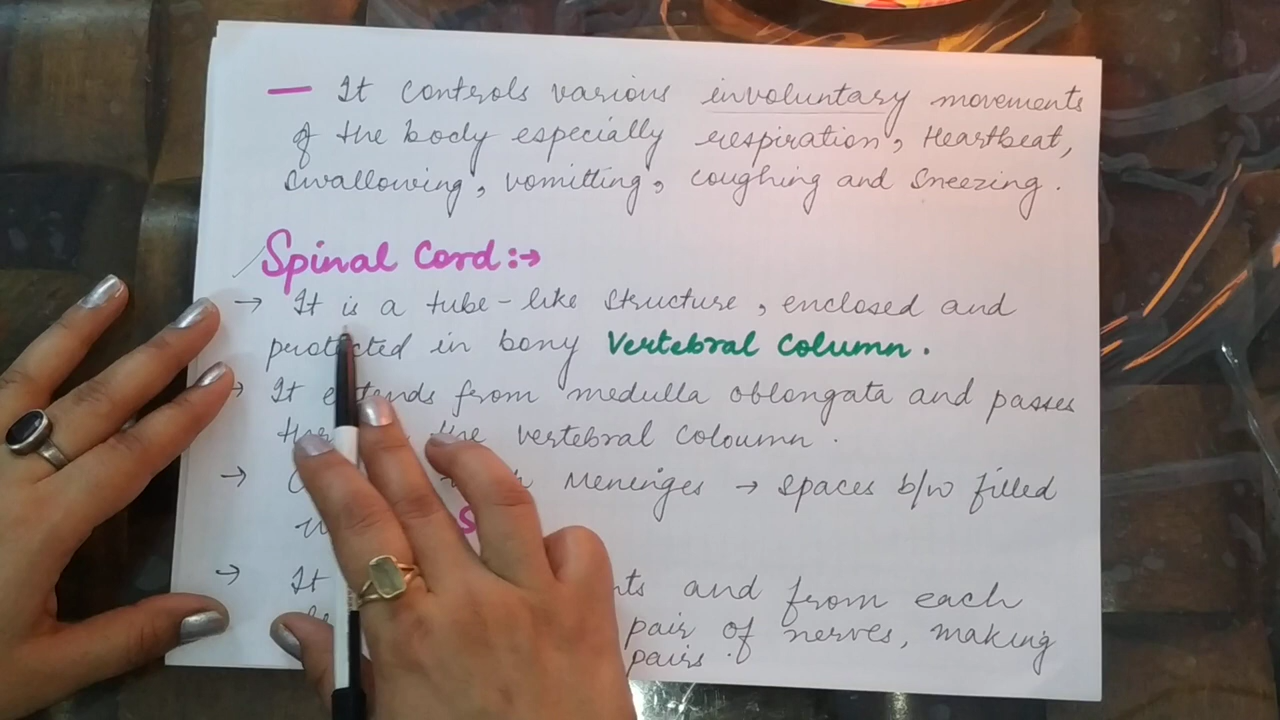 — It controls various involuntary movements
of the body especially respiration, Heartbeat,
swallowing, vomitting, coughing and sneezing.
Spinal Cord:→
→ It is a tube-like structure, enclosed and
protected in bony Vertebral Column.
→ It extends from medulla oblongata and passes
the vertebral coloumn.
→ Meninges → spaces b/w filled
→ It and from each
pair of nerves, making
pairs.